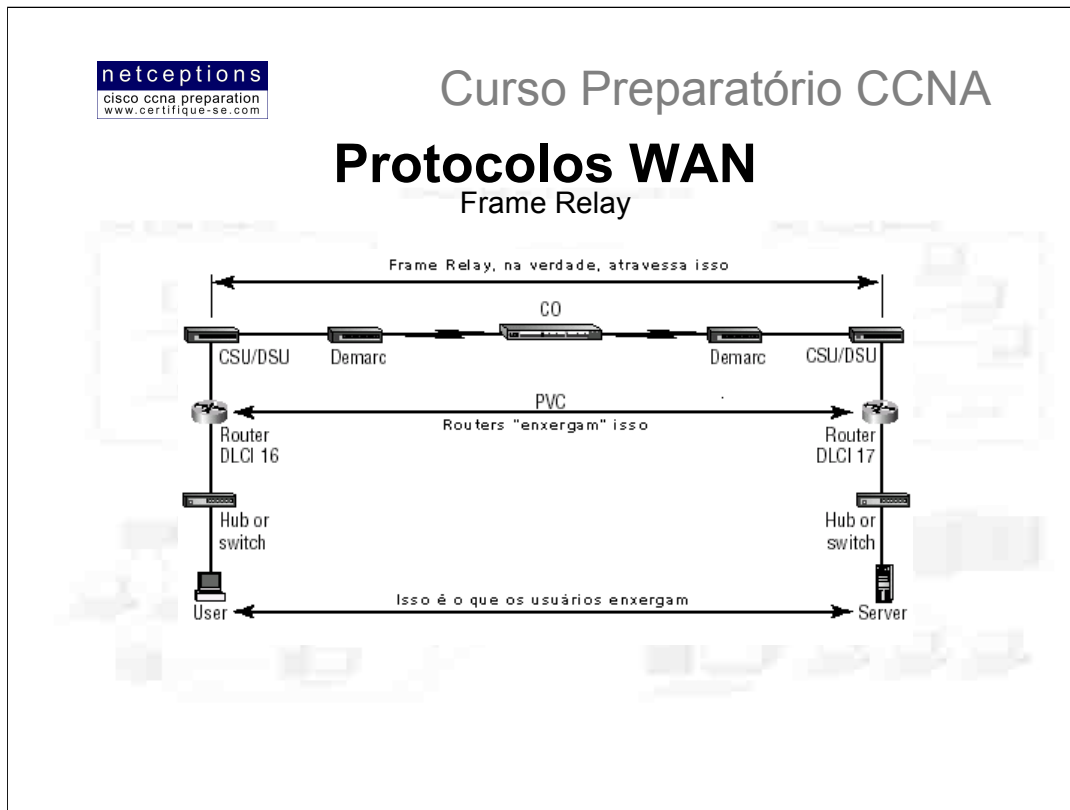 netceptions
cisco ccna preparation
www.certifique-se.com
Curso Preparatório CCNA
Protocolos WAN
Frame Relay
Frame Relay, na verdade, atravessa isso
CO
CSU/DSU
Demarc
Demarc
CSU/DSU
PVC
Routers "enxergam" isso
Router
DLCI 16
Router
DLCI 17
Hub or
switch
Hub or
switch
Isso é o que os usuários enxergam
User
Server